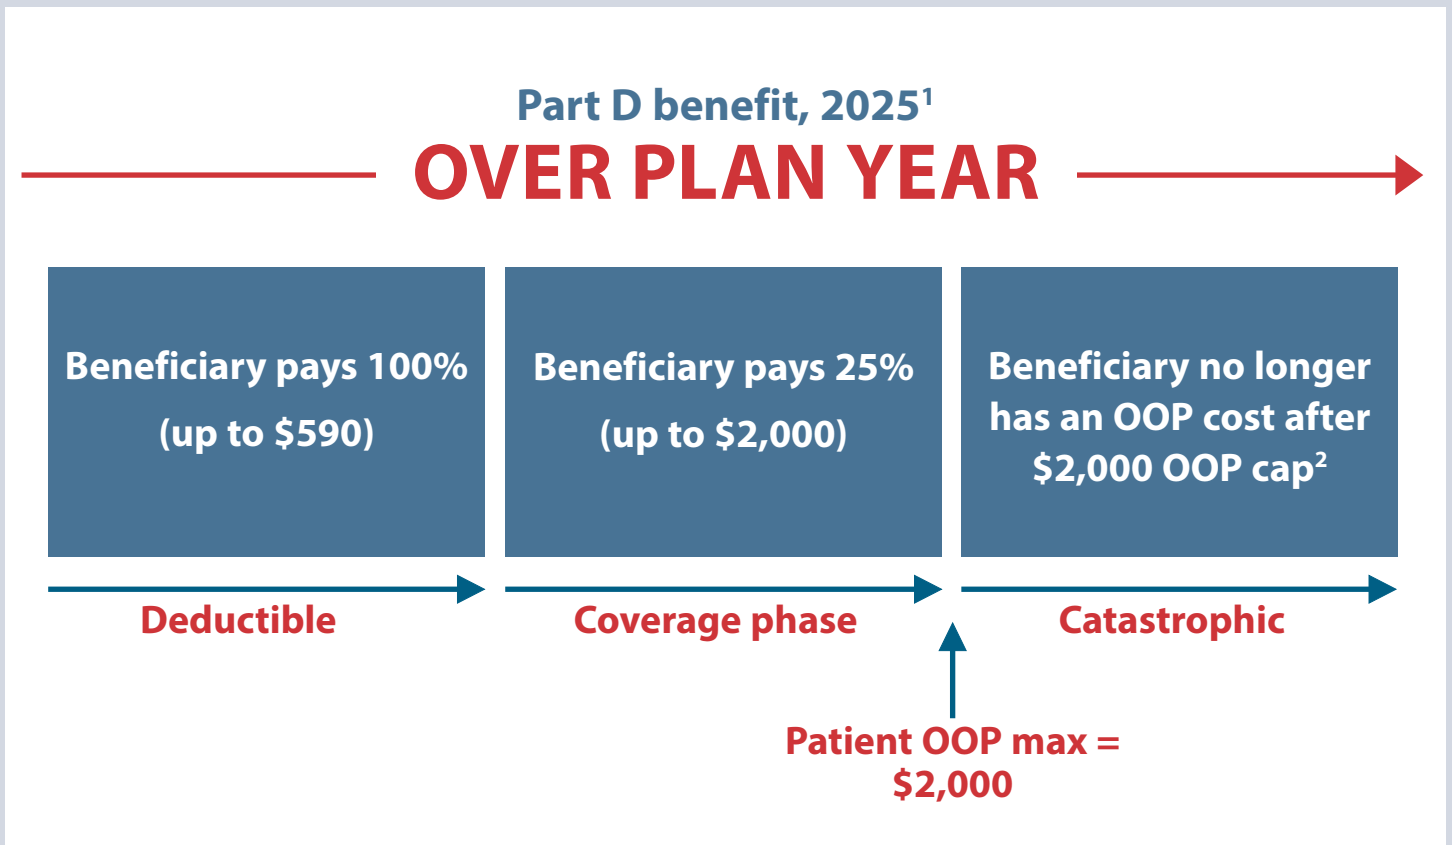 Part D benefit, 2025¹
OVER PLAN YEAR
Beneficiary pays 100%
(up to $590)
Beneficiary pays 25%
(up to $2,000)
Beneficiary no longer
has an OOP cost after
$2,000 OOP cap²
Deductible
Coverage phase
Catastrophic
Patient OOP max =
$2,000